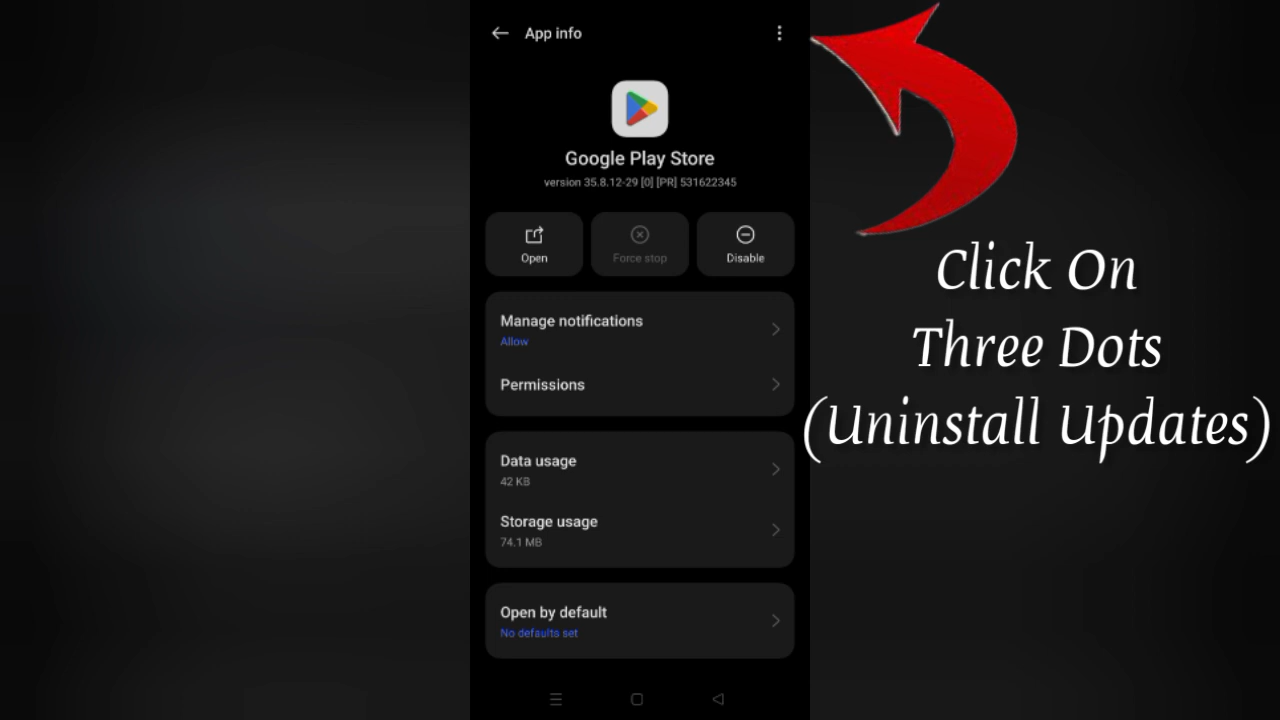 App info
Google Play Store
version 35.8.12-29 [0] [PR] 531622345
Open
Force stop
Disable
Manage notifications
Allow
Permissions
Data usage
42 KB
Storage usage
74.1 MB
Open by default
No defaults set
Click On
Three Dots
(Uninstall Updates)